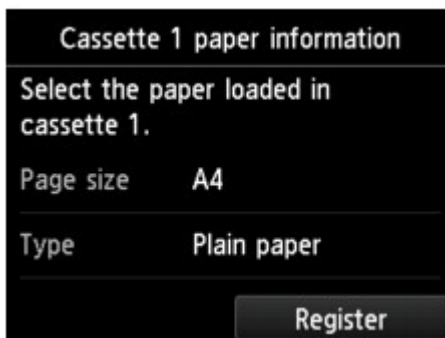 Cassette 1 paper information
Select the paper loaded in
cassette 1.
Page size A4
Type Plain paper
Register